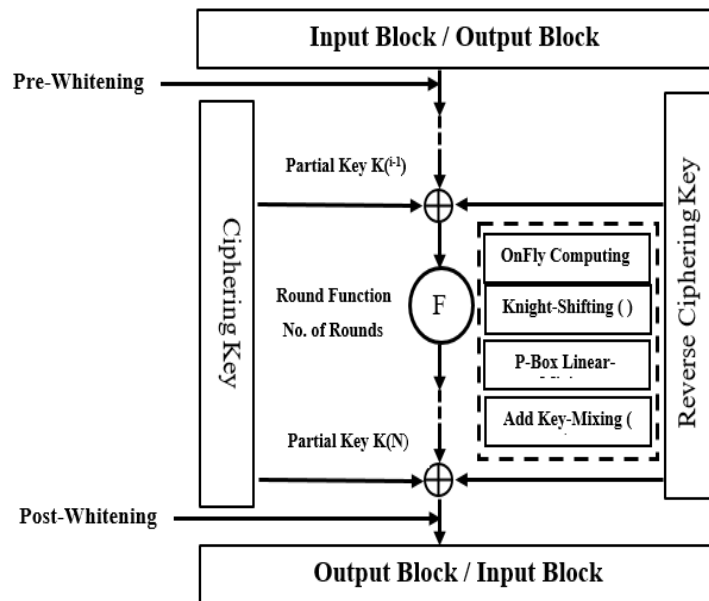 Input Block / Output Block
Pre-Whitening
Partial Key K(i-1)
Ciphering Key
Reverse Ciphering Key
OnFly Computing
Knight-Shifting ( )
P-Box Linear-
Add Key-Mixing (
Round Function
No. of Rounds
F
Partial Key K(N)
Post-Whitening
Output Block / Input Block